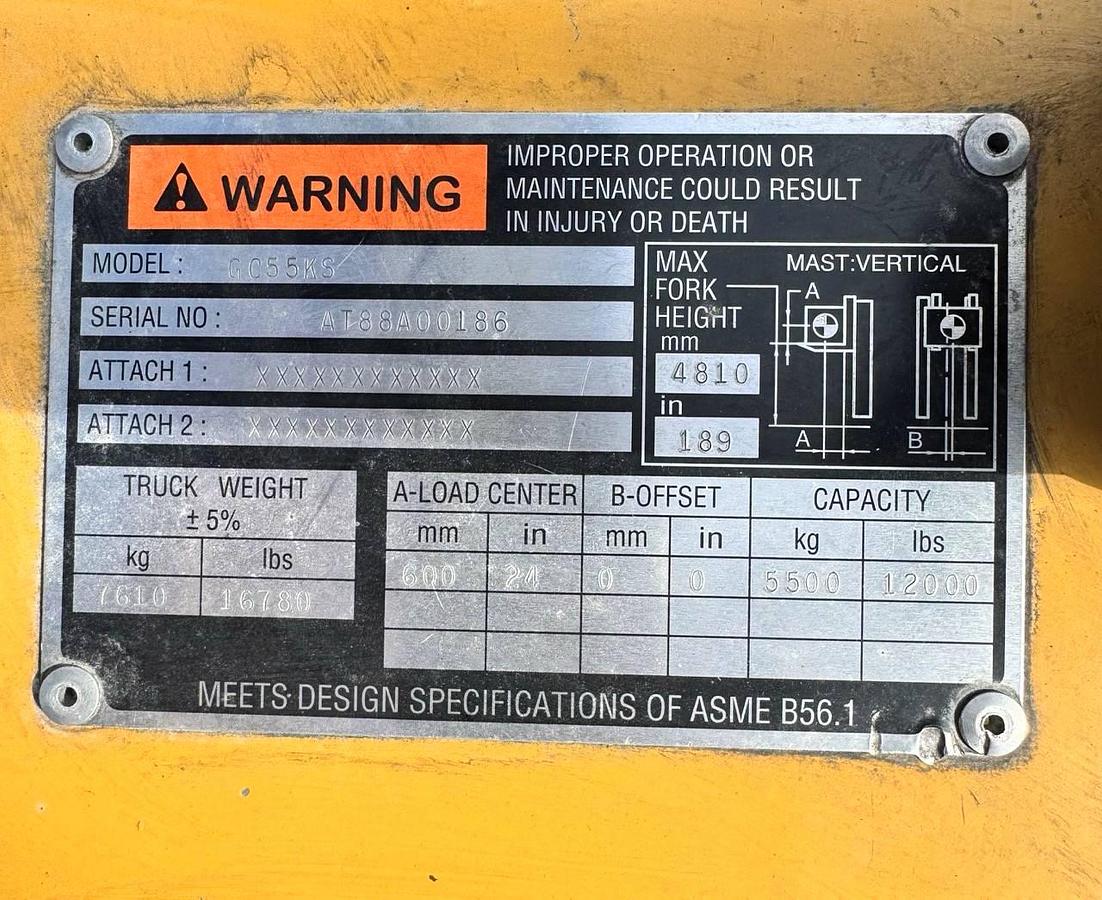 WARNING
IMPROPER OPERATION OR
MAINTENANCE COULD RESULT
IN INJURY OR DEATH
MODEL : GC55KS
SERIAL NO : AT88A00186
ATTACH 1 : XXXXXXXXXXXX
ATTACH 2 : XXXXXXXXXXXX
MAX
FORK
HEIGHT
mm
4810
in
189
MAST:VERTICAL
A
A
B
TRUCK WEIGHT
± 5%
kg lbs
7610 16780
A-LOAD CENTER B-OFFSET CAPACITY
mm in mm in kg lbs
600 24 0 0 5500 12000
MEETS DESIGN SPECIFICATIONS OF ASME B56.1